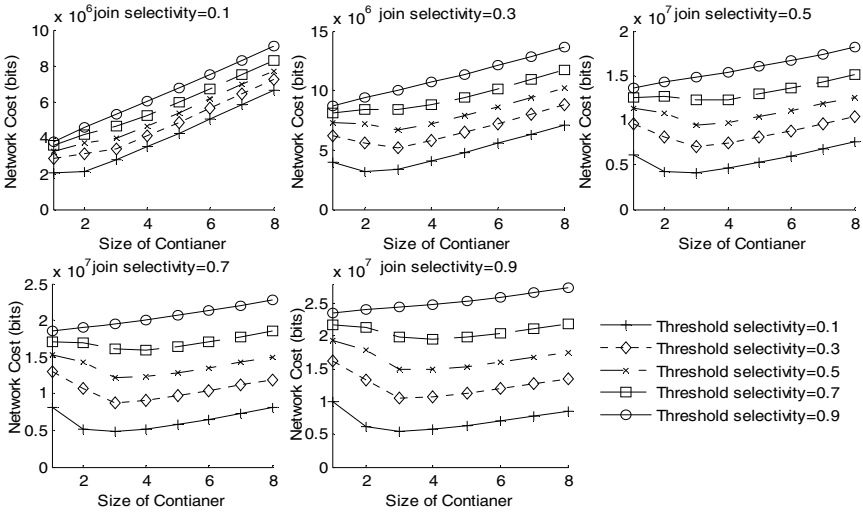 x 10^6 join selectivity=0.1
Network Cost (bits)
10
8
6
4
2
0
2 4 6 8
Size of Contianer
x 10^6 join selectivity=0.3
Network Cost (bits)
15
10
5
0
2 4 6 8
Size of Contianer
x 10^7 join selectivity=0.5
Network Cost (bits)
2
1.5
1
0.5
0
2 4 6 8
Size of Contianer
x 10^7 join selectivity=0.7
Network Cost (bits)
2.5
2
1.5
1
0.5
0
2 4 6 8
Size of Contianer
x 10^7 join selectivity=0.9
Network Cost (bits)
2.5
2
1.5
1
0.5
0
2 4 6 8
Size of Contianer
Threshold selectivity=0.1
Threshold selectivity=0.3
Threshold selectivity=0.5
Threshold selectivity=0.7
Threshold selectivity=0.9